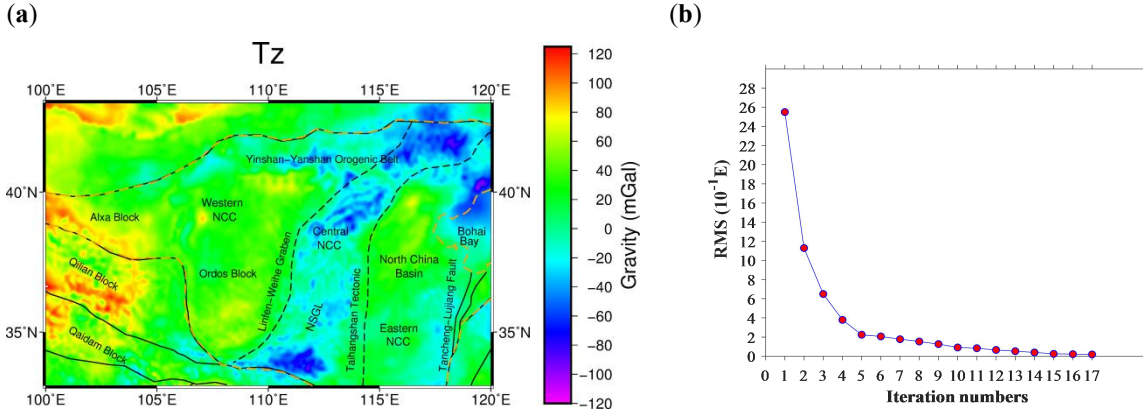 (a)
Tz
100°E 105°E 110°E 115°E 120°E
40°N
35°N
40°N
35°N
100°E 105°E 110°E 115°E 120°E
Yinshan−Yanshan Orogenic Belt
Alxa Block
Western
NCC
Central
NCC
Bohai
Bay
Qilian Block
Ordos Block
Linfen−Weihe Graben
North China
Basin
NSGL
Taihangshan Tectonic
Tancheng−Lujiang Fault
Qaidam Block
Eastern
NCC
120
100
80
60
40
20
0
−20
−40
−60
−80
−100
−120
Gravity (mGal)
(b)
28
26
24
22
20
18
16
14
12
10
8
6
4
2
0
RMS (10⁻¹E)
0 1 2 3 4 5 6 7 8 9 10 11 12 13 14 15 16 17
Iteration numbers